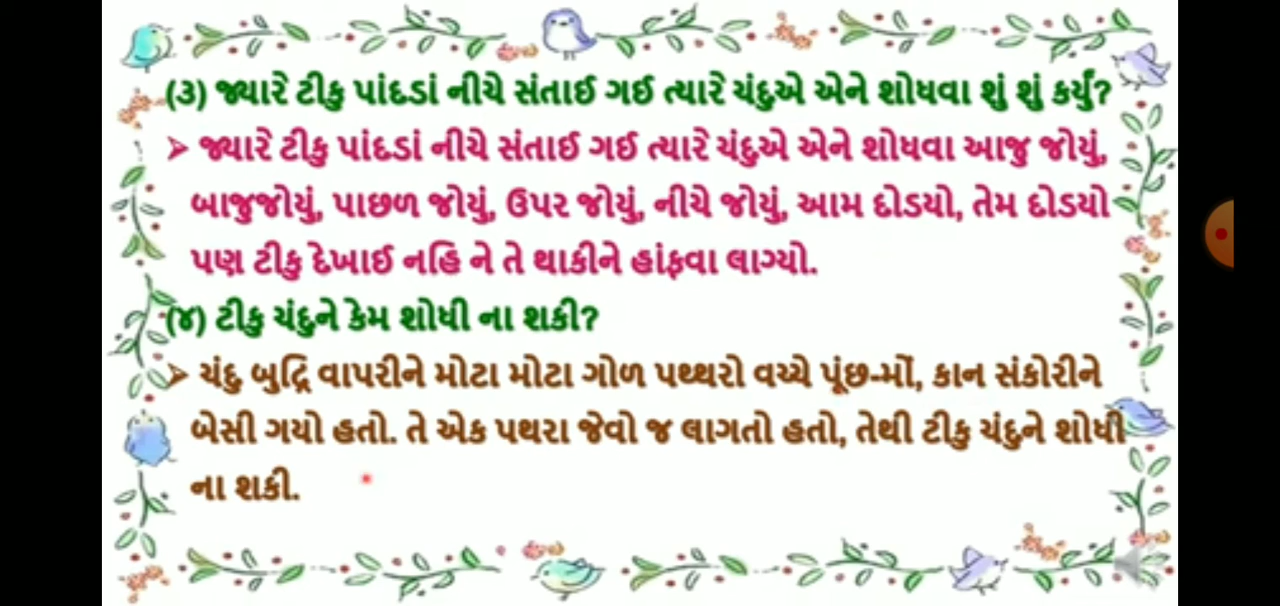 (૩) જ્યારે ટીકુ પાંદડાં નીચે સંતાઈ ગઈ ત્યારે ચંદુએ એને શોધવા શું શું કર્યું?
➢ જ્યારે ટીકુ પાંદડાં નીચે સંતાઈ ગઈ ત્યારે ચંદુએ એને શોધવા આજુ જોયું,
બાજુજોયું, પાછળ જોયું, ઉપર જોયું, નીચે જોયું, આમ દોડયો, તેમ દોડયો
પણ ટીકુ દેખાઈ નહિ ને તે થાકીને હાંફવા લાગ્યો.
(૪) ટીકુ ચંદુને કેમ શોધી ના શકી?
➢ ચંદુ બુદ્રિ વાપરીને મોટા મોટા ગોળ પથ્થરો વચ્ચે પૂંછ-મોં, કાન સંકોરીને
બેસી ગયો હતો. તે એક પથરા જેવો જ લાગતો હતો, તેથી ટીકુ ચંદુને શોધી
ના શકી.